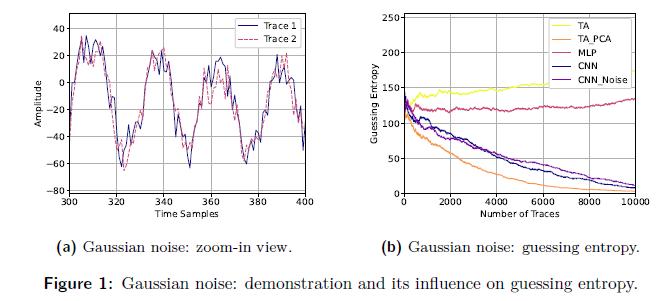 40
20
0
−20
−40
−60
−80
Amplitude
300
320
340
360
380
400
Time Samples
Trace 1
Trace 2
(a) Gaussian noise: zoom-in view.
250
200
150
100
50
0
Guessing Entropy
0
2000
4000
6000
8000
10000
Number of Traces
TA
TA_PCA
MLP
CNN
CNN_Noise
(b) Gaussian noise: guessing entropy.
Figure 1: Gaussian noise: demonstration and its influence on guessing entropy.